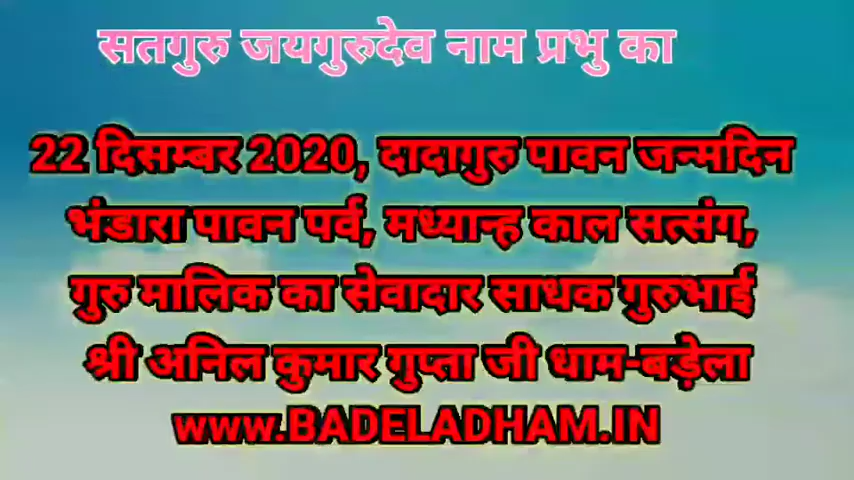 सतगुरु जयगुरुदेव नाम प्रभु का
22 दिसम्बर 2020, दादागुरु पावन जन्मदिन
भंडारा पावन पर्व, मध्यान्ह काल सत्संग,
गुरु मालिक का सेवादार साधक गुरुभाई
श्री अनिल कुमार गुप्ता जी धाम-बड़ेला
www.BADELADHAM.IN